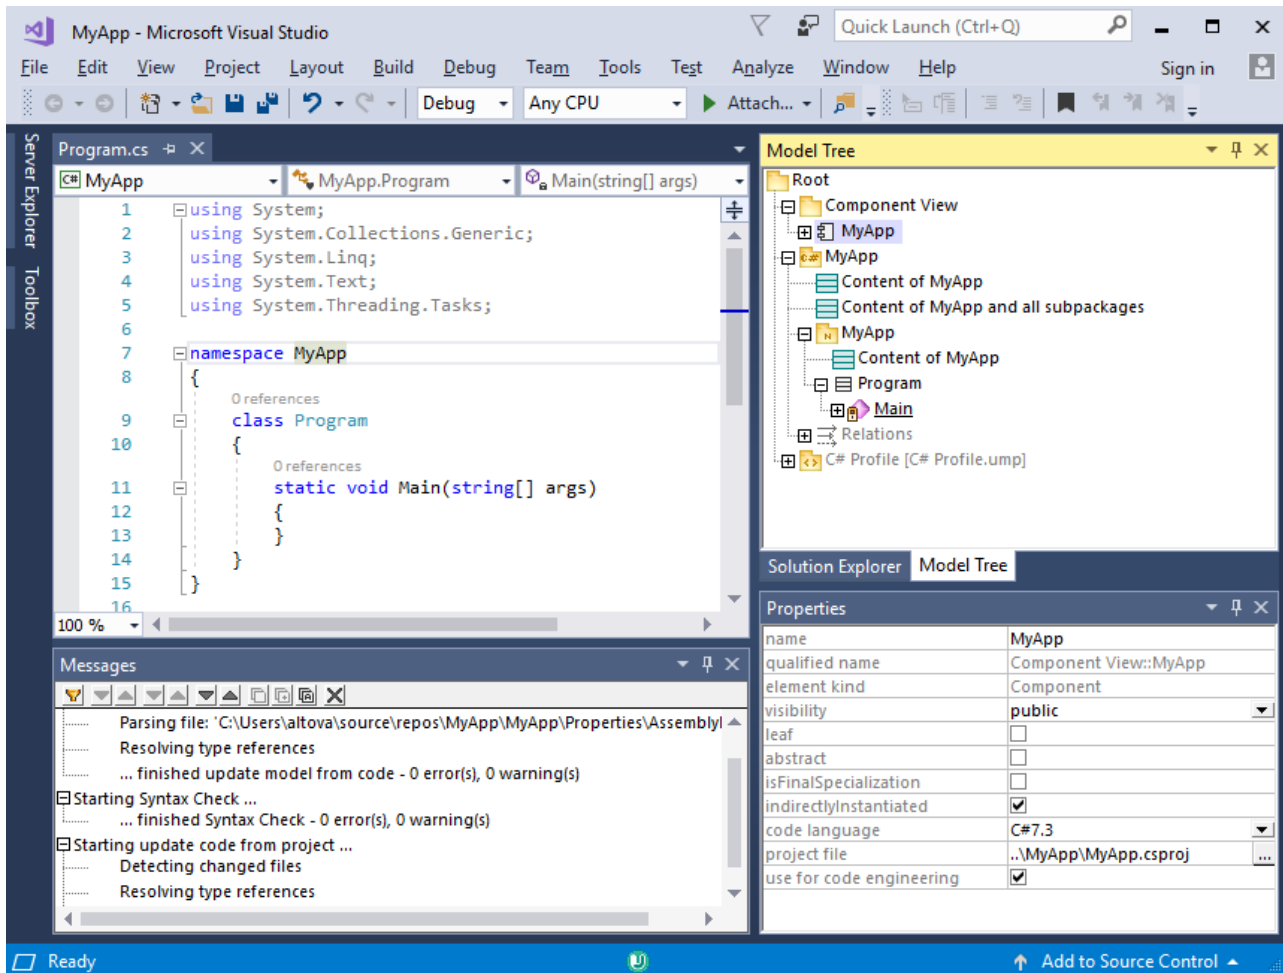 MyApp - Microsoft Visual Studio
Quick Launch (Ctrl+Q)
File Edit View Project Layout Build Debug Team Tools Test Analyze Window Help
Sign in
Debug
Any CPU
Attach...
Server Explorer
Toolbox
Program.cs
C# MyApp
MyApp.Program
Main(string[] args)
1 using System;
2 using System.Collections.Generic;
3 using System.Linq;
4 using System.Text;
5 using System.Threading.Tasks;
6
7 namespace MyApp
8 {
0 references
9 class Program
10 {
0 references
11 static void Main(string[] args)
12 {
13 }
14 }
15 }
16
100 %
Messages
Parsing file: 'C:\Users\altova\source\repos\MyApp\MyApp\Properties\Assembly
Resolving type references
... finished update model from code - 0 error(s), 0 warning(s)
Starting Syntax Check ...
... finished Syntax Check - 0 error(s), 0 warning(s)
Starting update code from project ...
Detecting changed files
Resolving type references
Model Tree
Root
Component View
MyApp
C# MyApp
Content of MyApp
Content of MyApp and all subpackages
N MyApp
Content of MyApp
Program
Main
Relations
C# Profile [C# Profile.ump]
Solution Explorer
Model Tree
Properties
name MyApp
qualified name Component View::MyApp
element kind Component
visibility public
leaf
abstract
isFinalSpecialization
indirectlyInstantiated
code language C#7.3
project file ..\MyApp\MyApp.csproj ...
use for code engineering
Ready
U
Add to Source Control